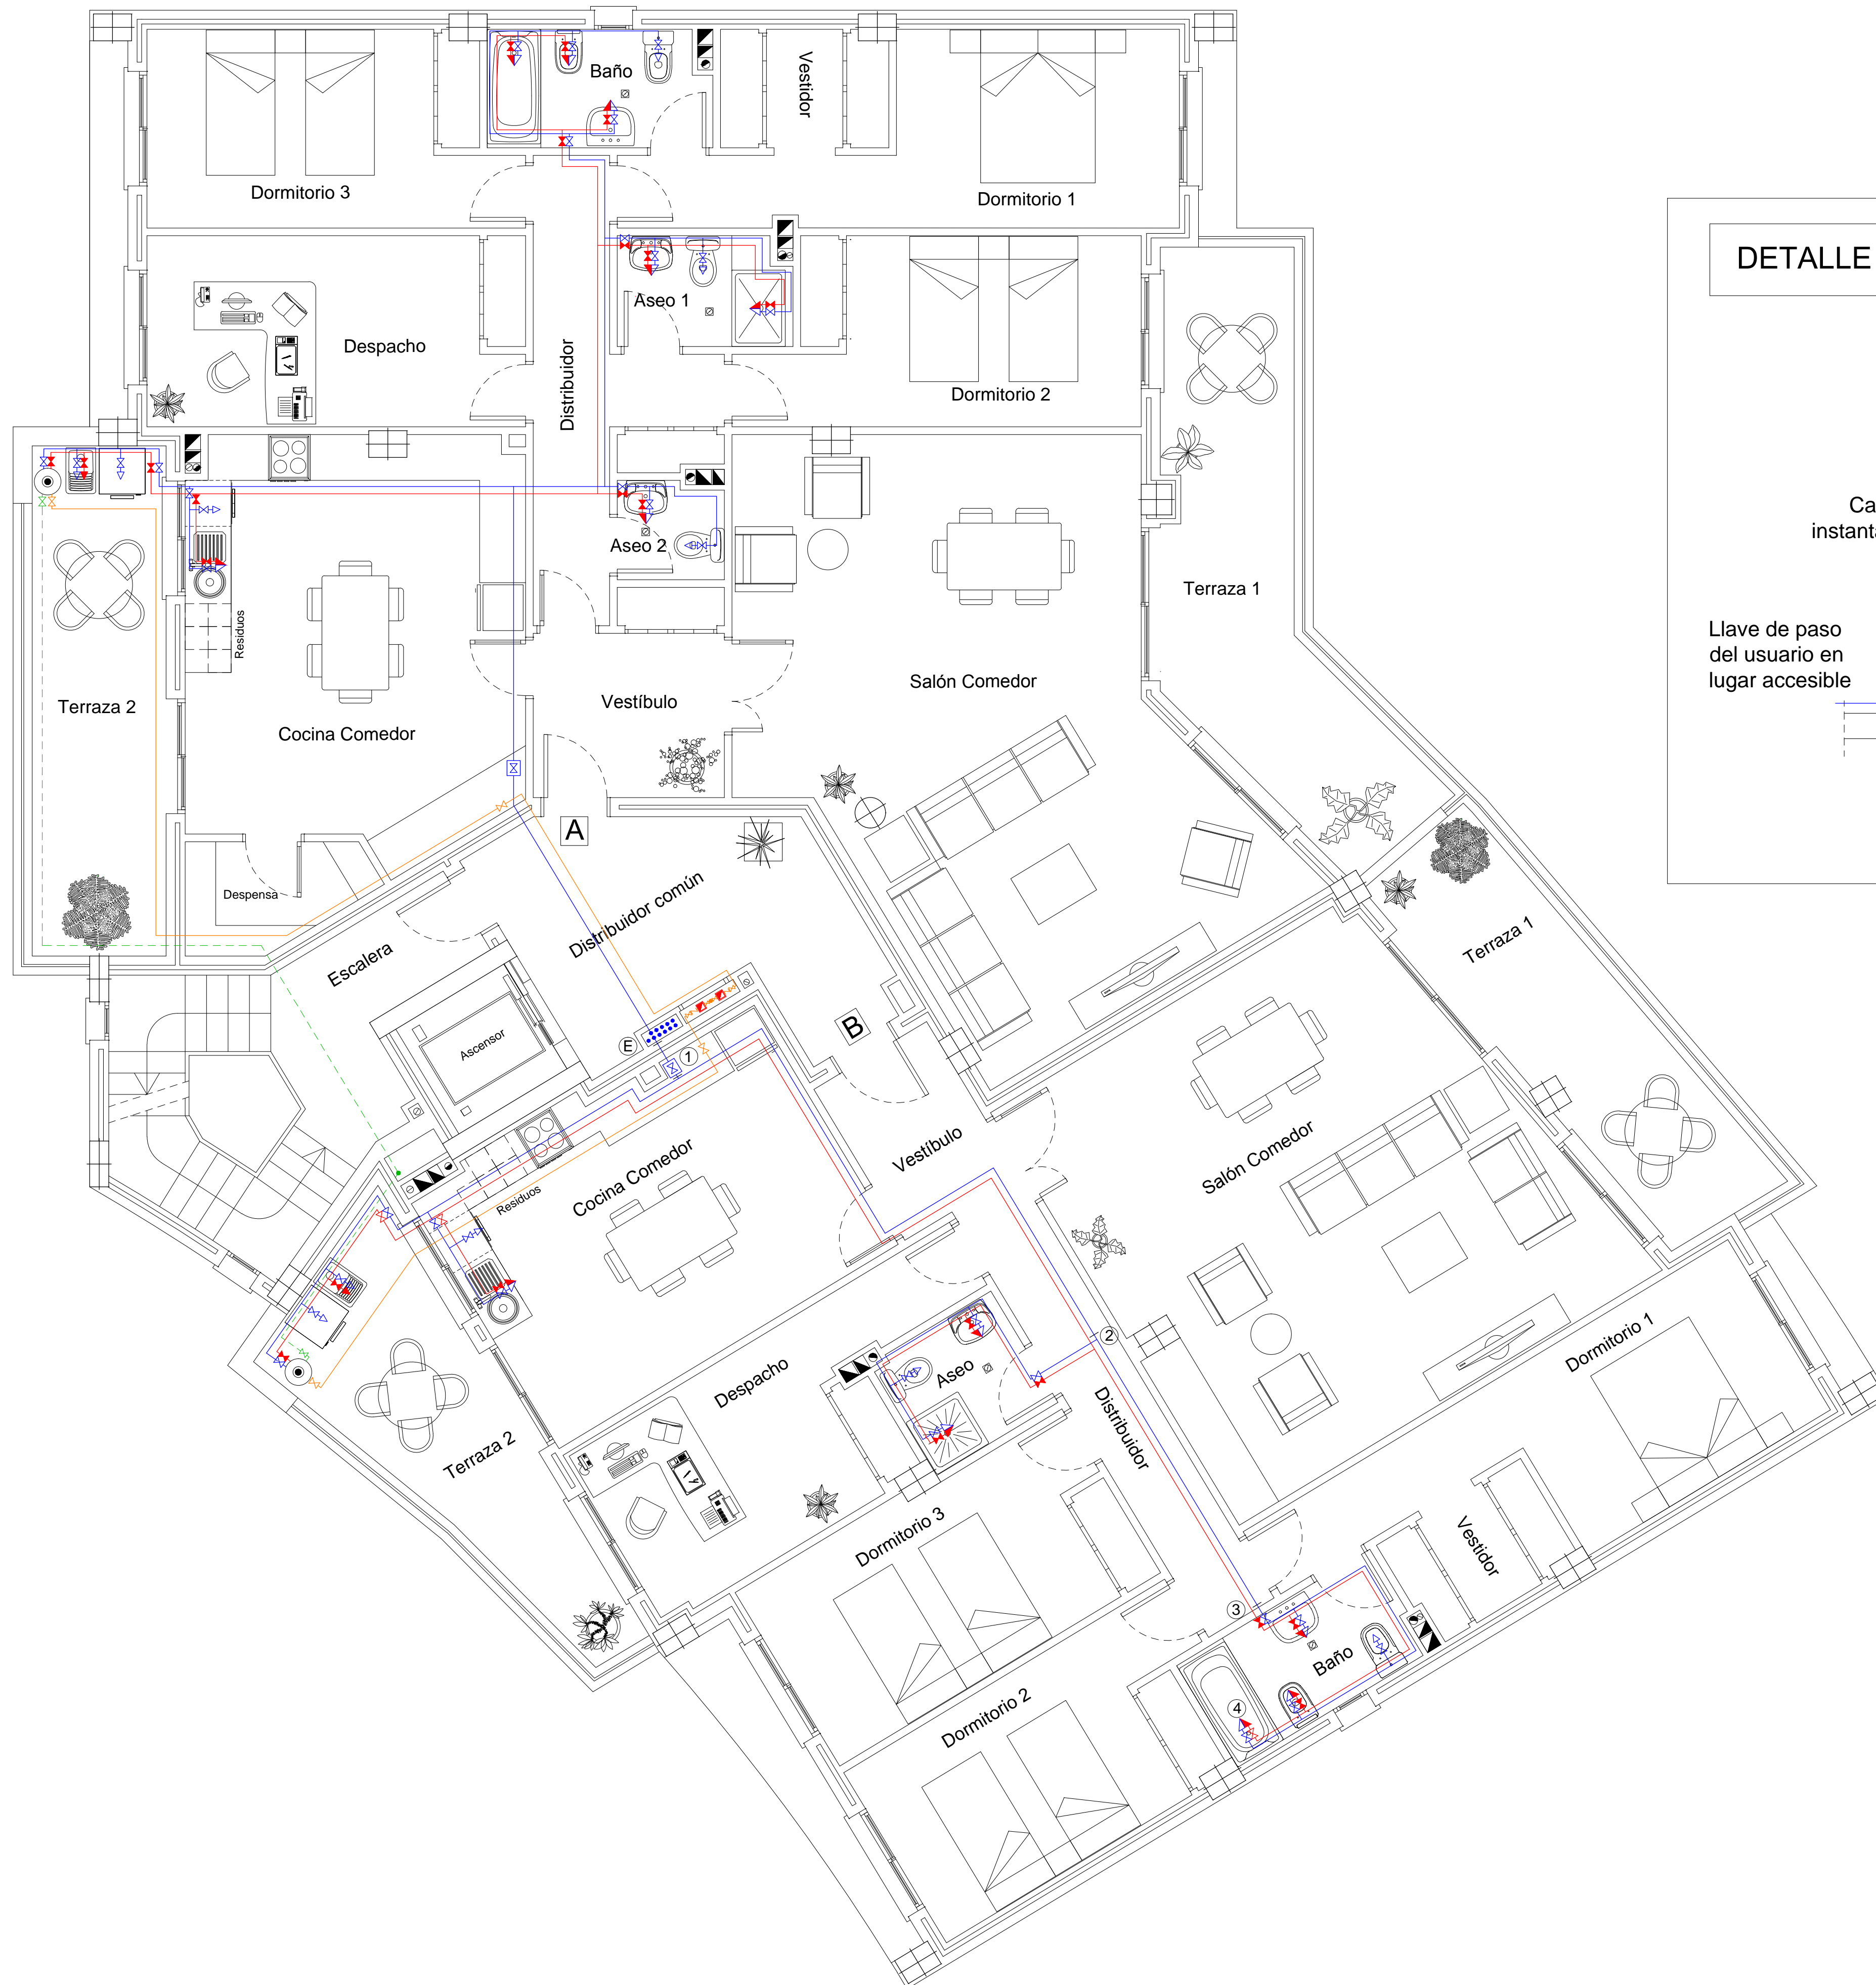 Baño
Vestidor
Dormitorio 3
Dormitorio 1
DETALLE
Aseo 1
Despacho
Distribuidor
Dormitorio 2
Ca
instant
Aseo 2
Terraza 1
Residuos
Llave de paso
del usuario en
lugar accesible
Terraza 2
Salón Comedor
Vestíbulo
Cocina Comedor
A
Despensa
Distribuidor común
Escalera
Terraza 1
B
Ascensor
E
1
Vestíbulo
Salón Comedor
Cocina Comedor
Residuos
2
Dormitorio 1
Aseo
Despacho
Distribuidor
Terraza 2
Dormitorio 3
Vestidor
3
Baño
4
Dormitorio 2